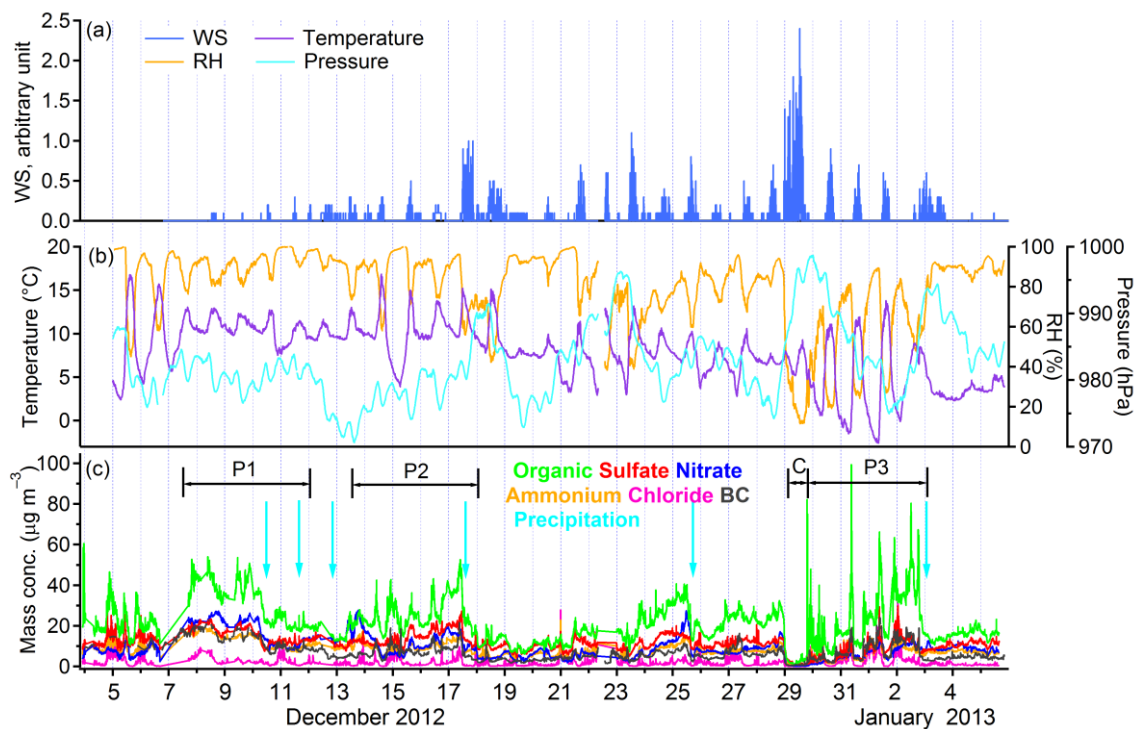 (a)
WS
Temperature
RH
Pressure
WS, arbitrary unit
2.5
2.0
1.5
1.0
0.5
0.0
(b)
Temperature (°C)
20
15
10
5
0
100
80
60
40
20
0
RH (%)
1000
990
980
970
Pressure (hPa)
(c)
P1
P2
C
P3
Organic Sulfate Nitrate
Ammonium Chloride BC
Precipitation
Mass conc. (µg m⁻³)
100
80
60
40
20
0
5 7 9 11 13 15 17 19 21 23 25 27 29 31 2 4
December 2012 January 2013